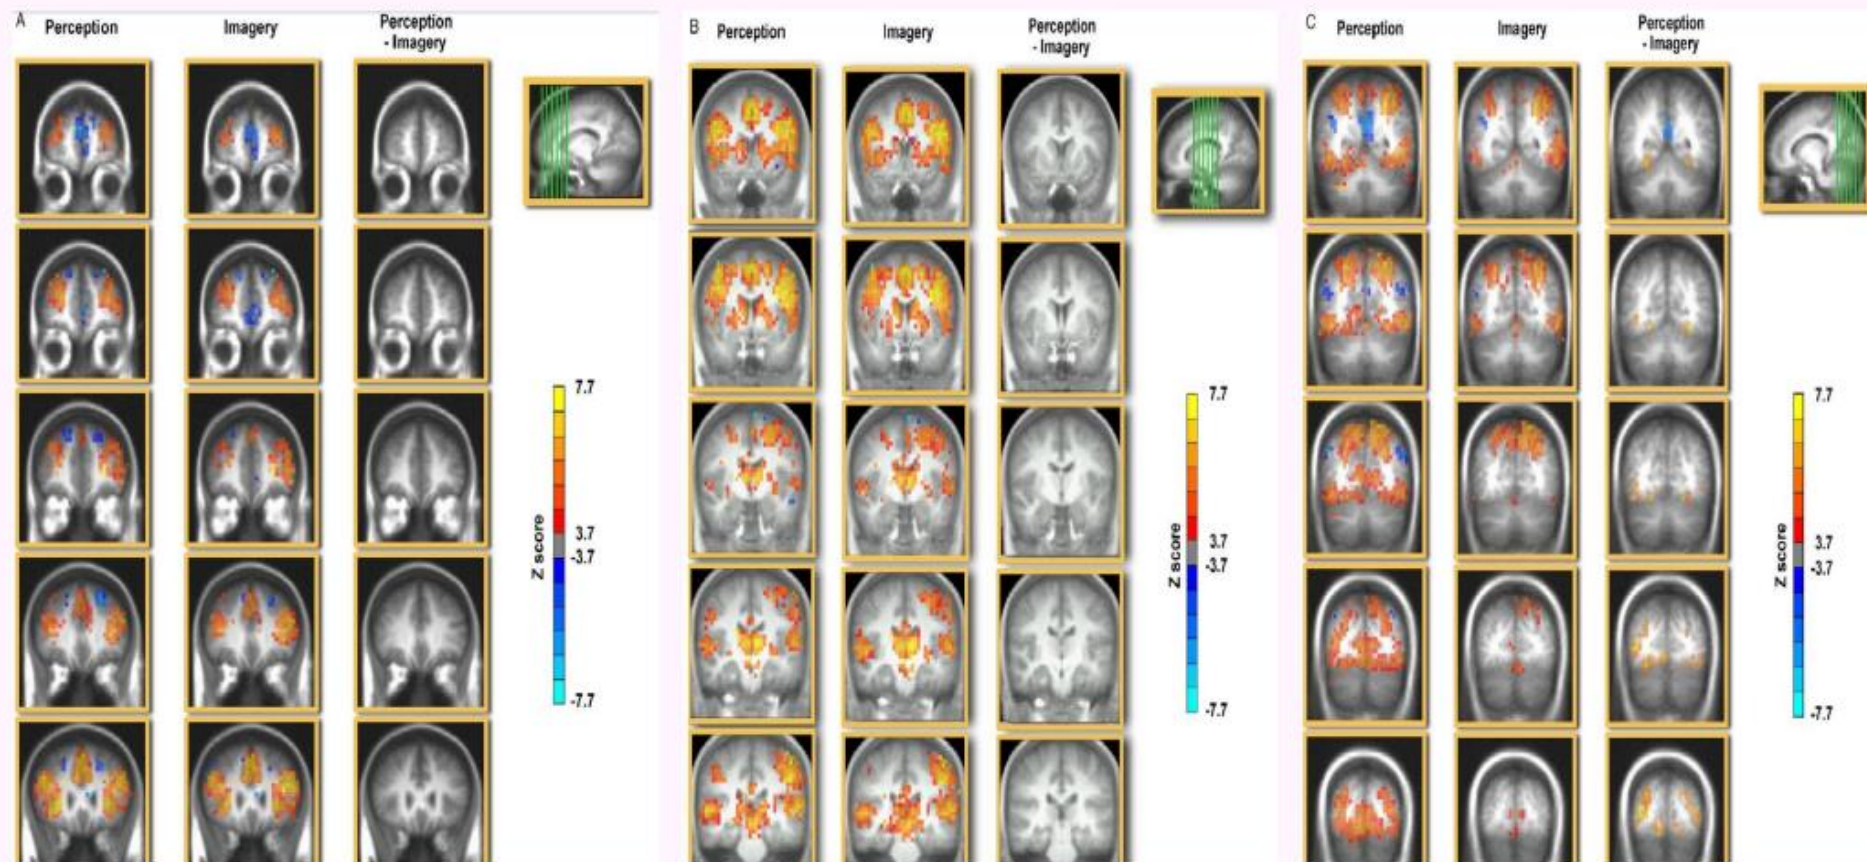 A
Perception
Imagery
Perception
- Imagery
7.7
3.7
-3.7
-7.7
Z score
B
Perception
Imagery
Perception
- Imagery
7.7
3.7
-3.7
-7.7
Z score
C
Perception
Imagery
Perception
- Imagery
7.7
3.7
-3.7
-7.7
Z score